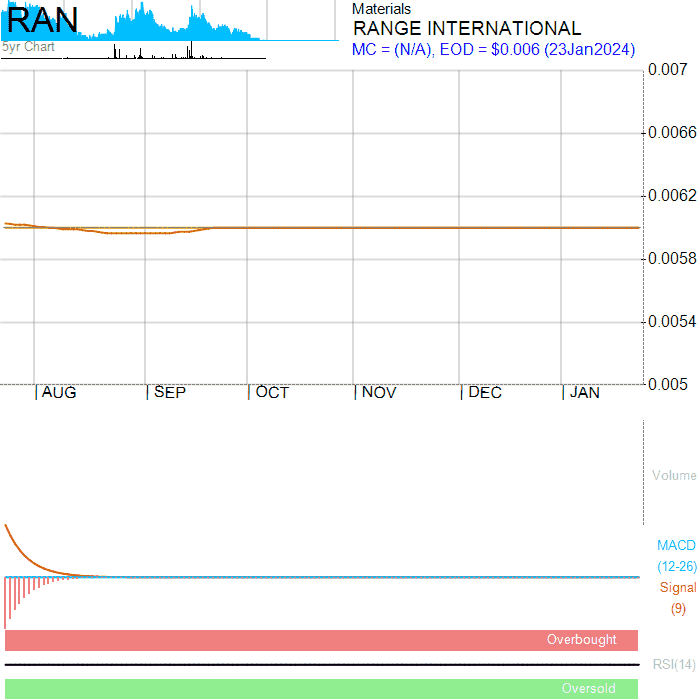 RAN
5yr Chart
Materials
RANGE INTERNATIONAL
MC = (N/A), EOD = $0.006 (23Jan2024)
0.007
0.0066
0.0062
0.0058
0.0054
0.005
AUG SEP OCT NOV DEC JAN
Volume
MACD
(12-26)
Signal
(9)
Overbought
RSI(14)
Oversold